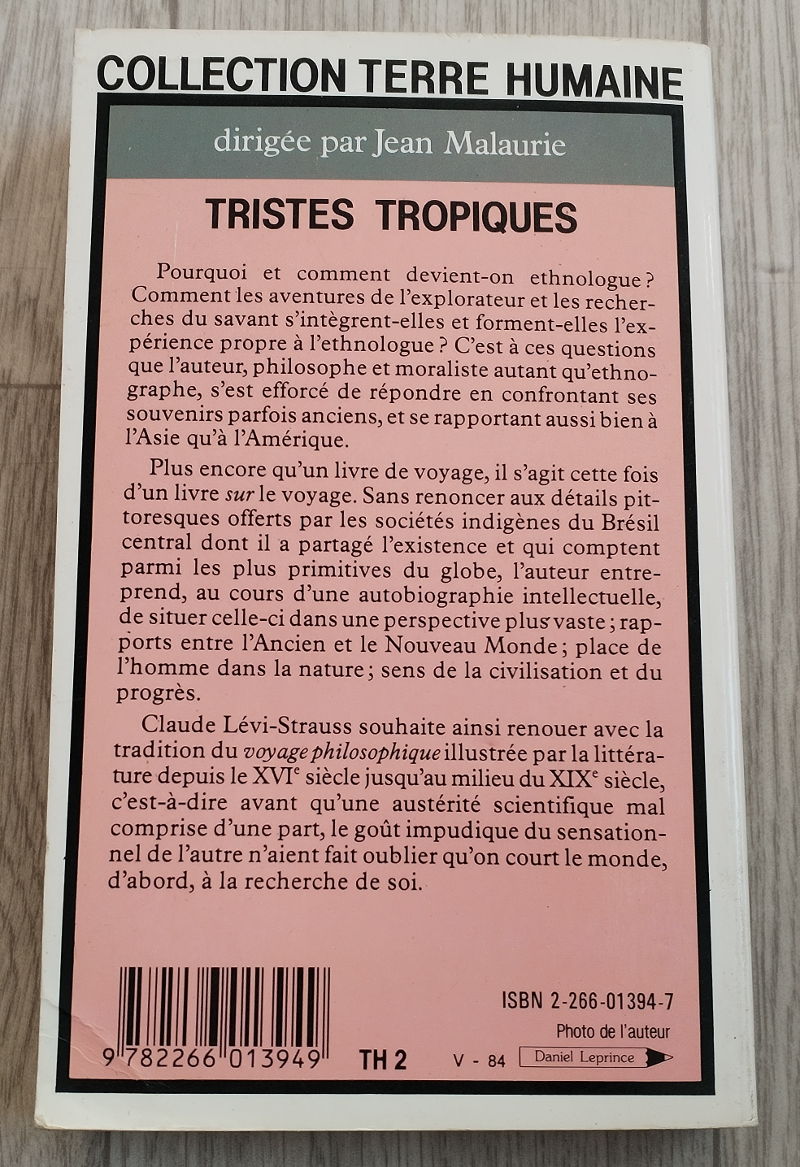 COLLECTION TERRE HUMAINE
dirigée par Jean Malaurie
TRISTES TROPIQUES
Pourquoi et comment devient-on ethnologue ?
Comment les aventures de l'explorateur et les recher-
ches du savant s'intègrent-elles et forment-elles l'ex-
périence propre à l'ethnologue ? C'est à ces questions
que l'auteur, philosophe et moraliste autant qu'ethno-
graphe, s'est efforcé de répondre en confrontant ses
souvenirs parfois anciens, et se rapportant aussi bien à
l'Asie qu'à l'Amérique.
Plus encore qu'un livre de voyage, il s'agit cette fois
d'un livre sur le voyage. Sans renoncer aux détails pit-
toresques offerts par les sociétés indigènes du Brésil
central dont il a partagé l'existence et qui comptent
parmi les plus primitives du globe, l'auteur entre-
prend, au cours d'une autobiographie intellectuelle,
de situer celle-ci dans une perspective plus vaste ; rap-
ports entre l'Ancien et le Nouveau Monde ; place de
l'homme dans la nature ; sens de la civilisation et du
progrès.
Claude Lévi-Strauss souhaite ainsi renouer avec la
tradition du voyage philosophique illustrée par la littéra-
ture depuis le XVIe siècle jusqu'au milieu du XIXe siècle,
c'est-à-dire avant qu'une austérité scientifique mal
comprise d'une part, le goût impudique du sensation-
nel de l'autre n'aient fait oublier qu'on court le monde,
d'abord, à la recherche de soi.
ISBN 2-266-01394-7
Photo de l'auteur
9 782266 013949 TH 2 V - 84 Daniel Leprince